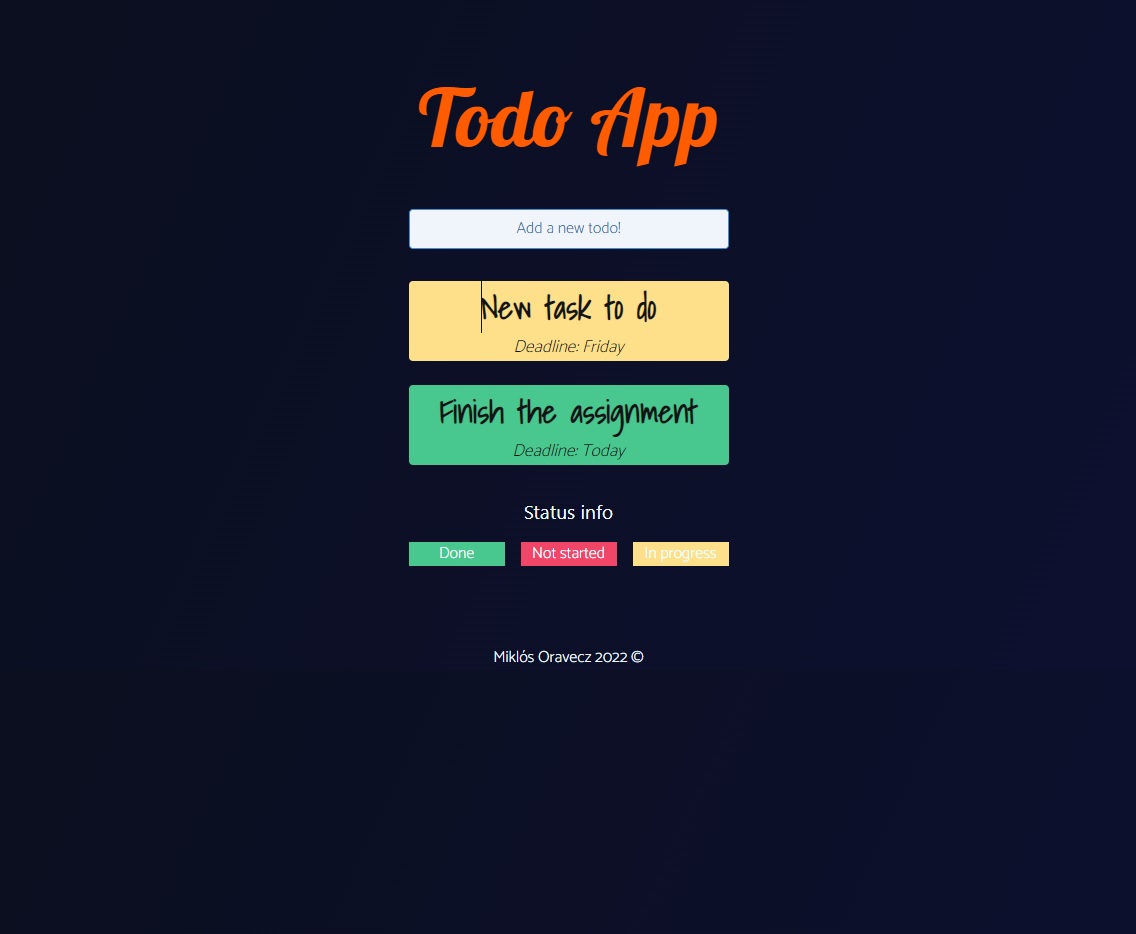 Todo App
Add a new todo!
New task to do
Deadline: Friday
Finish the assignment
Deadline: Today
Status info
Done Not started In progress
Miklós Oravecz 2022 ©